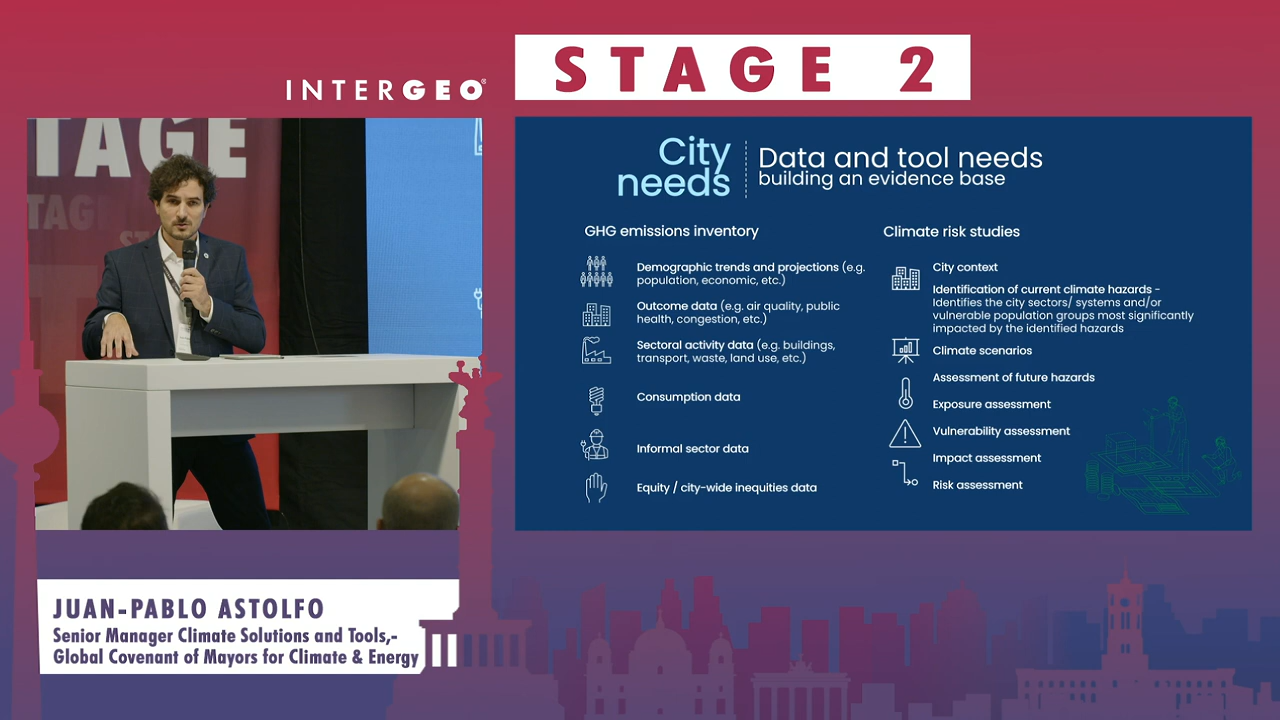 STAGE 2
INTERGEO®
TAGE
TAG
ST
City needs
Data and tool needs
building an evidence base
GHG emissions inventory
Demographic trends and projections (e.g.
population, economic, etc.)
Outcome data (e.g. air quality, public
health, congestion, etc.)
Sectoral activity data (e.g. buildings,
transport, waste, land use, etc.)
Consumption data
Informal sector data
Equity / city-wide inequities data
Climate risk studies
City context
Identification of current climate hazards -
Identifies the city sectors/ systems and/or
vulnerable population groups most significantly
impacted by the identified hazards
Climate scenarios
Assessment of future hazards
Exposure assessment
Vulnerability assessment
Impact assessment
Risk assessment
JUAN-PABLO ASTOLFO
Senior Manager Climate Solutions and Tools,-
Global Covenant of Mayors for Climate & Energy